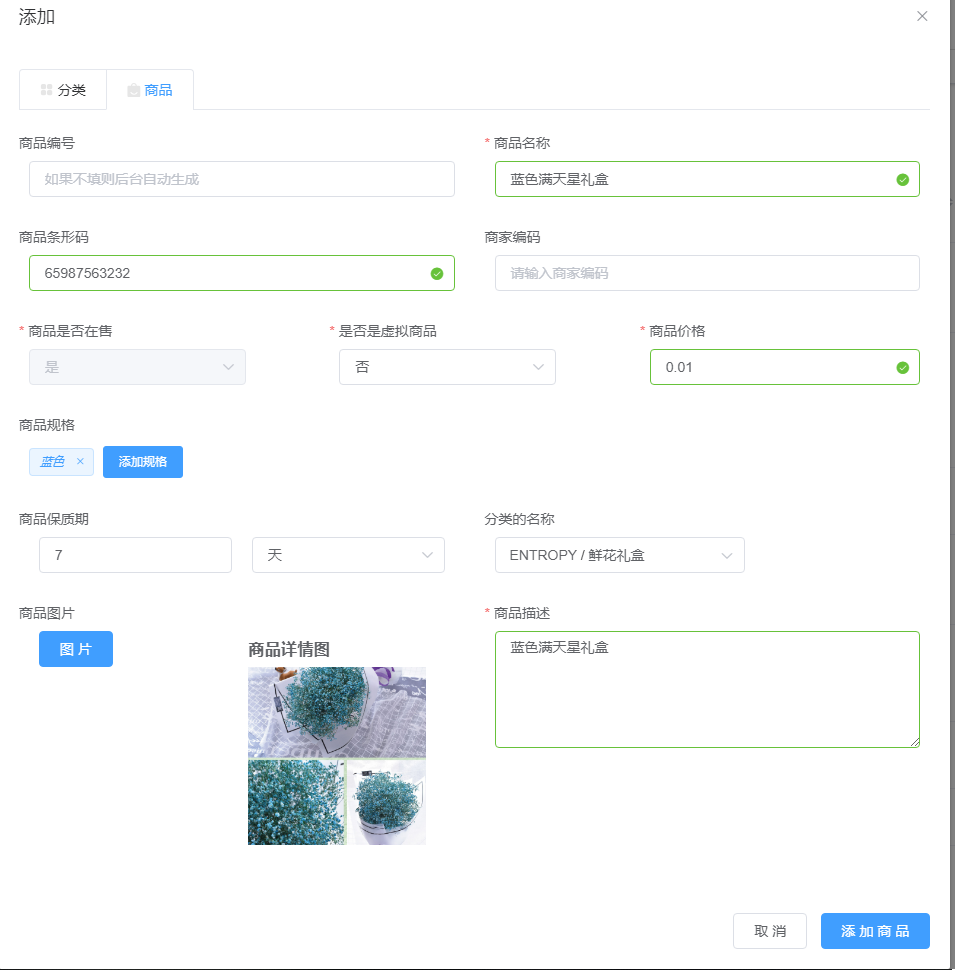 添加
分类
商品
商品编号
* 商品名称
如果不填则后台自动生成
蓝色满天星礼盒
商品条形码
商家编码
65987563232
请输入商家编码
* 商品是否在售
* 是否是虚拟商品
* 商品价格
是
否
0.01
商品规格
蓝色 ×
添加规格
商品保质期
分类的名称
7
天
ENTROPY / 鲜花礼盒
商品图片
* 商品描述
图 片
商品详情图
蓝色满天星礼盒
取 消
添 加 商 品